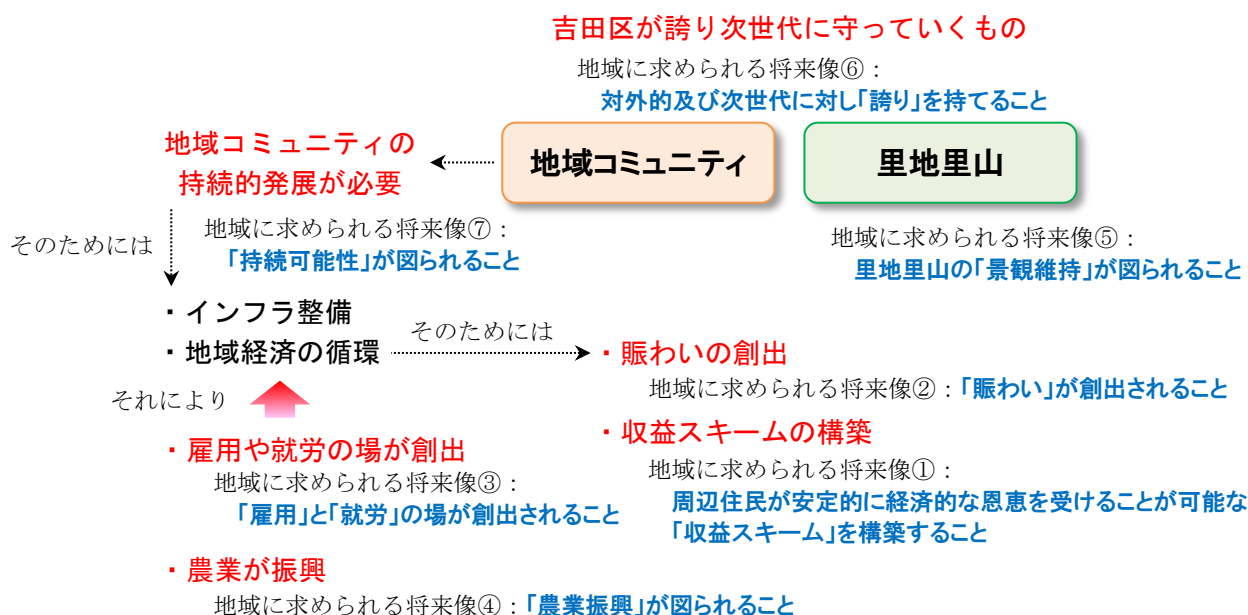 吉田区が誇り次世代に守っていくもの
地域に求められる将来像⑥：
対外的及び次世代に対し「誇り」を持てること
地域コミュニティの
持続的発展が必要
地域コミュニティ
里地里山
そのためには
地域に求められる将来像⑦：
「持続可能性」が図られること
地域に求められる将来像⑤：
里地里山の「景観維持」が図られること
・インフラ整備
・地域経済の循環
そのためには
・賑わいの創出
地域に求められる将来像②：「賑わい」が創出されること
それにより
・収益スキームの構築
地域に求められる将来像①：
周辺住民が安定的に経済的な恩恵を受けることが可能な
「収益スキーム」を構築すること
・雇用や就労の場が創出
地域に求められる将来像③：
「雇用」と「就労」の場が創出されること
・農業が振興
地域に求められる将来像④：「農業振興」が図られること